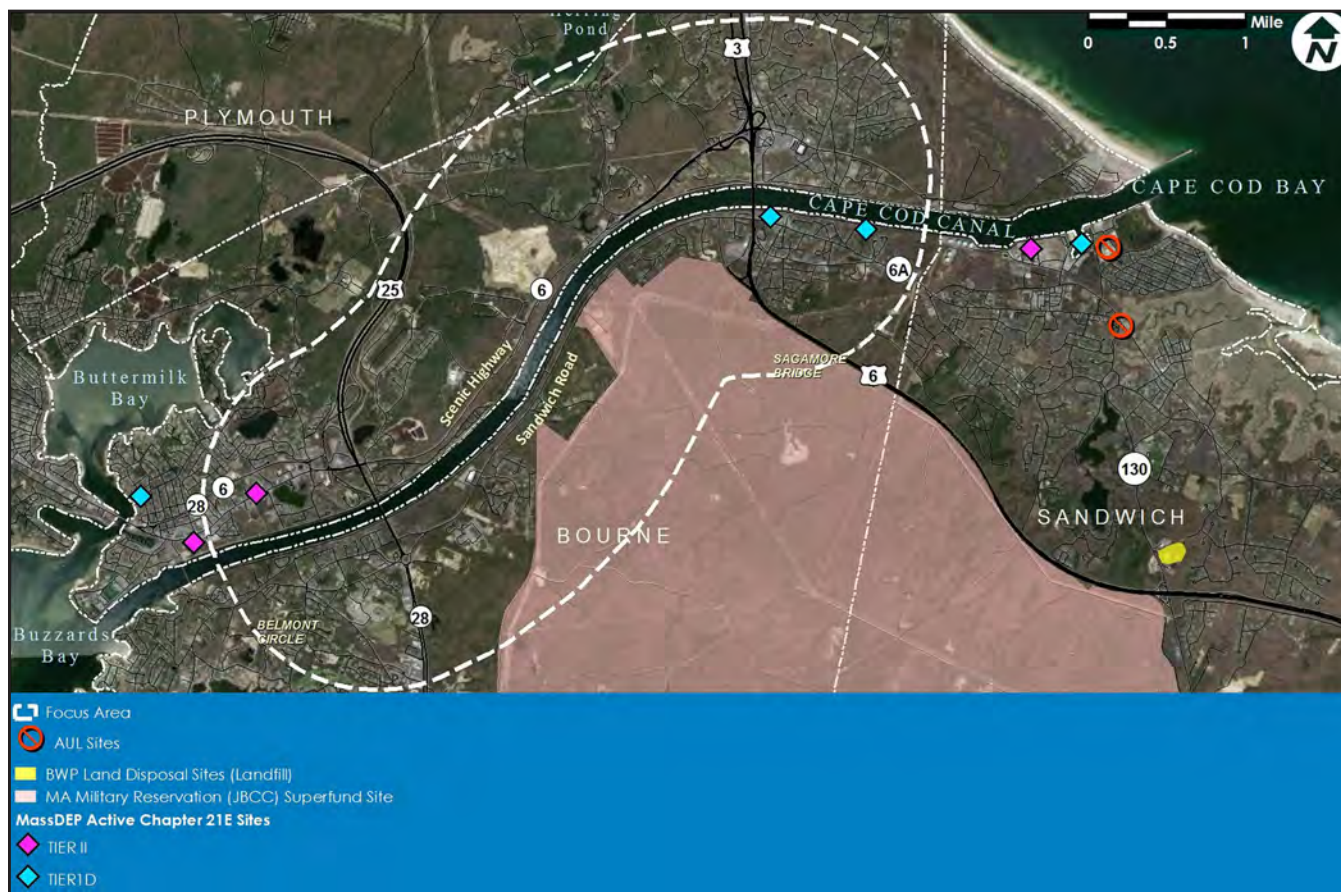 Herring
Pond
Mile
0
0.5
1
N
3
PLYMOUTH
CAPE COD BAY
CAPE COD CANAL
6A
6
25
Scenic Highway
Sandwich Road
SAGAMORE
BRIDGE
6
Buttermilk
Bay
130
6
28
SANDWICH
BOURNE
28
BELMONT
CIRCLE
Buzzards
Bay
Focus Area
AUL Sites
BWP Land Disposal Sites (Landfill)
MA Military Reservation (JBCC) Superfund Site
MassDEP Active Chapter 21E Sites
TIER II
TIER1D